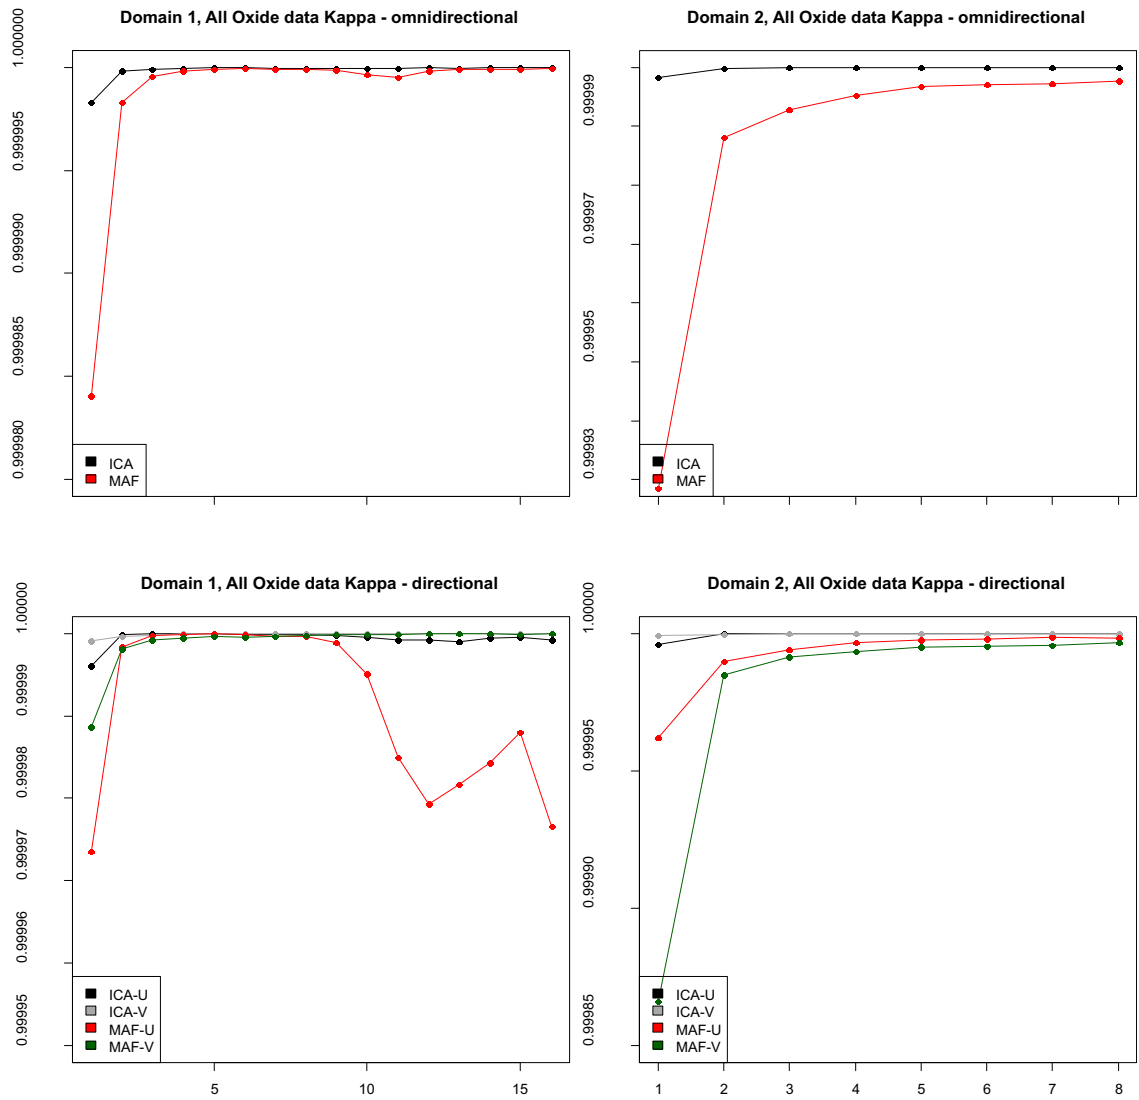 Domain 1, All Oxide data Kappa - omnidirectional
1.000000
0.999995
0.999990
0.999985
0.999980
ICA
MAF
Domain 2, All Oxide data Kappa - omnidirectional
0.99999
0.99997
0.99995
0.99993
ICA
MAF
Domain 1, All Oxide data Kappa - directional
1.00000
0.99999
0.99998
0.99997
0.99996
0.99995
ICA-U
ICA-V
MAF-U
MAF-V
5 10 15
Domain 2, All Oxide data Kappa - directional
1.00000
0.99995
0.99990
0.99985
ICA-U
ICA-V
MAF-U
MAF-V
1 2 3 4 5 6 7 8